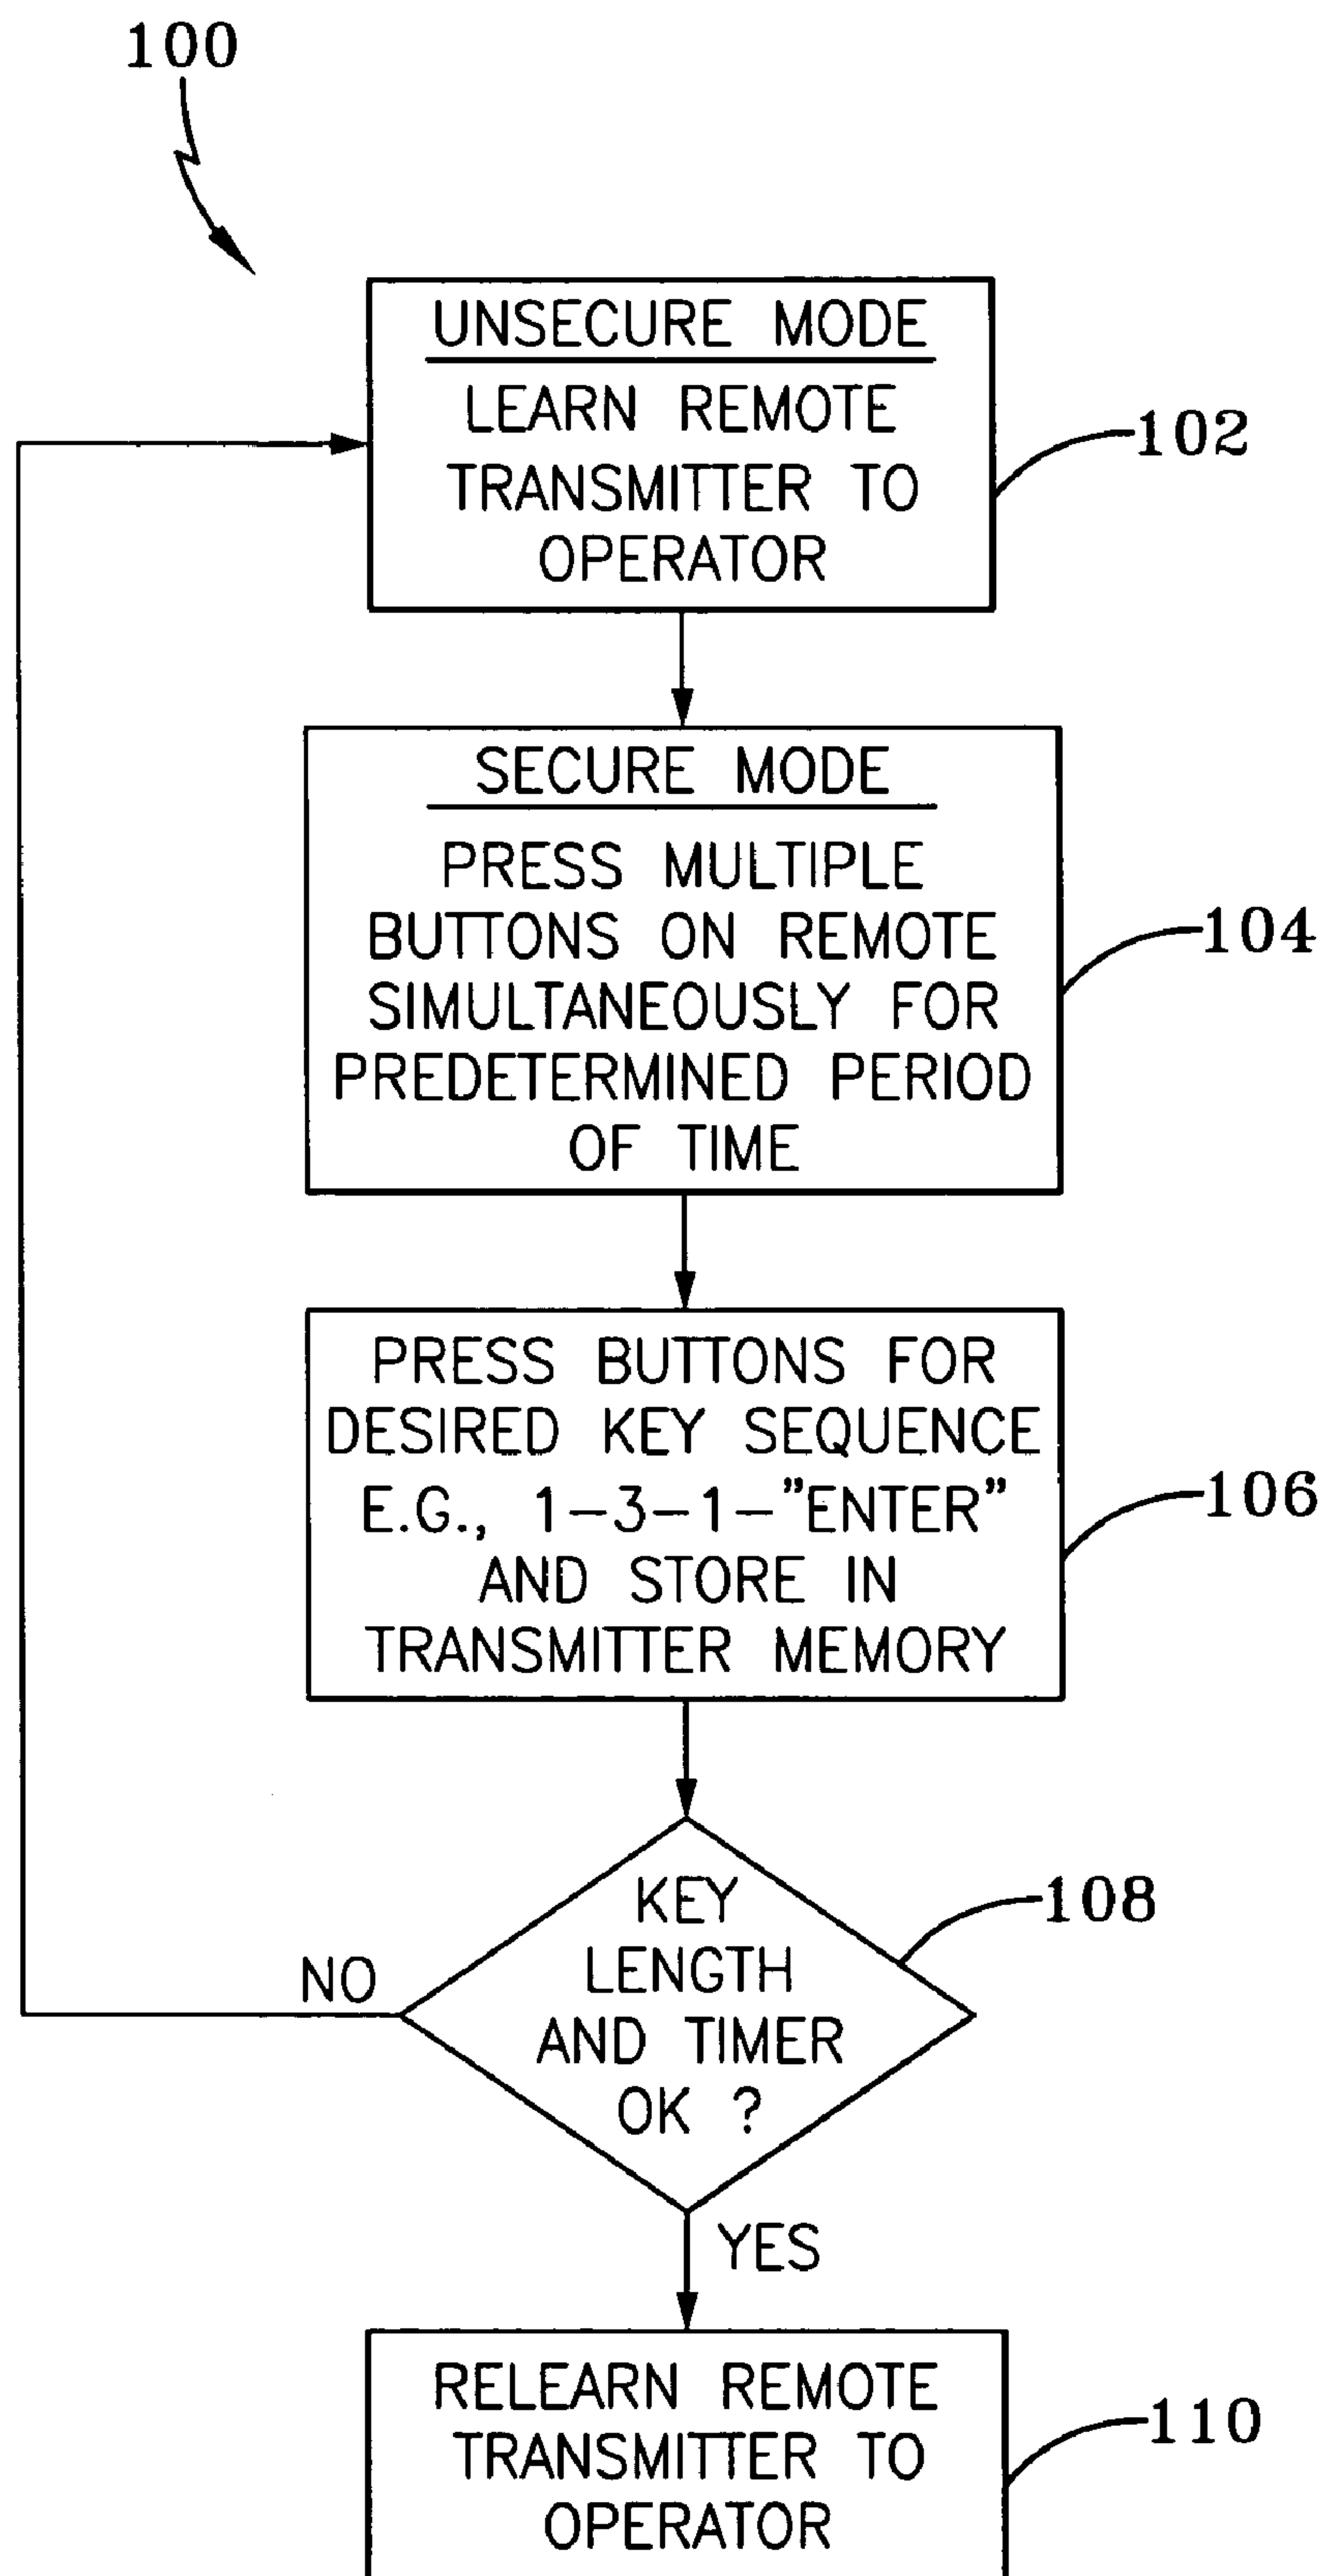 100
UNSECURE MODE
LEARN REMOTE
TRANSMITTER TO
OPERATOR
102
SECURE MODE
PRESS MULTIPLE
BUTTONS ON REMOTE
SIMULTANEOUSLY FOR
PREDETERMINED PERIOD
OF TIME
104
PRESS BUTTONS FOR
DESIRED KEY SEQUENCE
E.G., 1-3-1-"ENTER"
AND STORE IN
TRANSMITTER MEMORY
106
KEY
LENGTH
AND TIMER
OK ?
108
NO
YES
RELEARN REMOTE
TRANSMITTER TO
OPERATOR
110